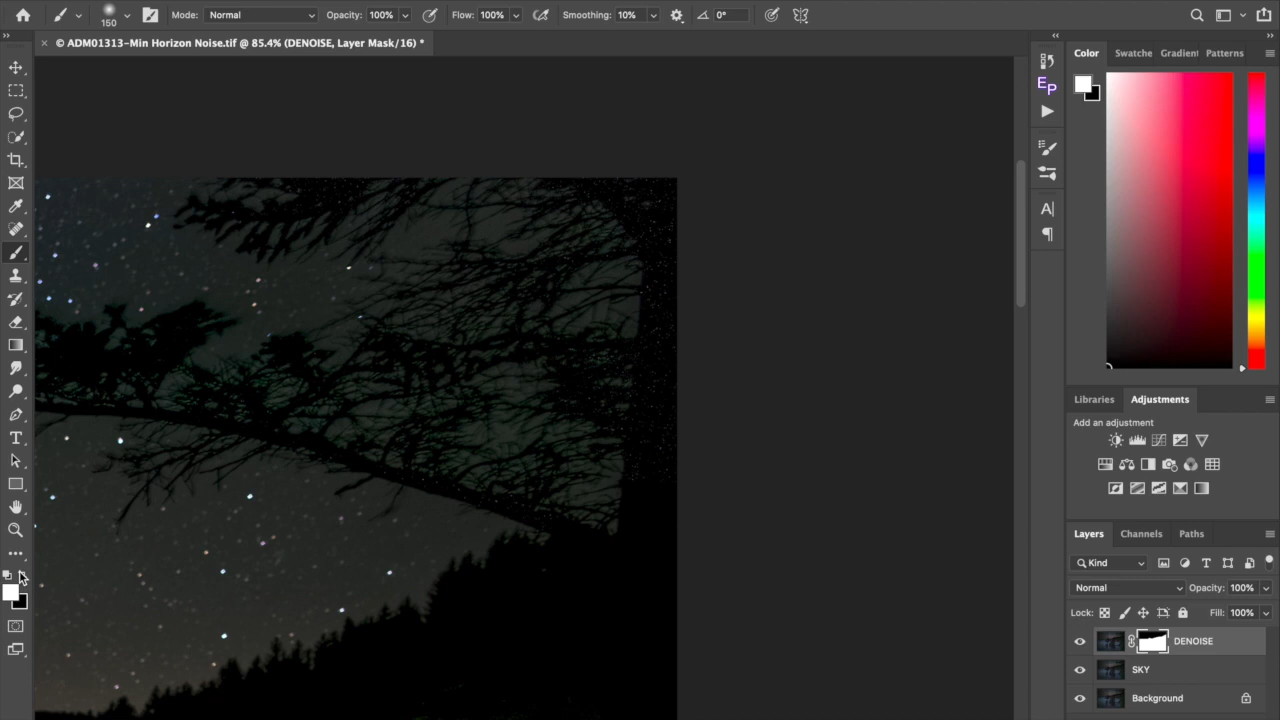 150
Mode: Normal
Opacity: 100%
Flow: 100%
Smoothing: 10%
0°
© ADM01313-Min Horizon Noise.tif @ 85.4% (DENOISE, Layer Mask/16) *
Color
Swatche
Gradient
Patterns
EP
A
Libraries
Adjustments
Add an adjustment
T
Layers
Channels
Paths
Kind
T
Normal
Opacity: 100%
Lock:
Fill: 100%
DENOISE
SKY
Background